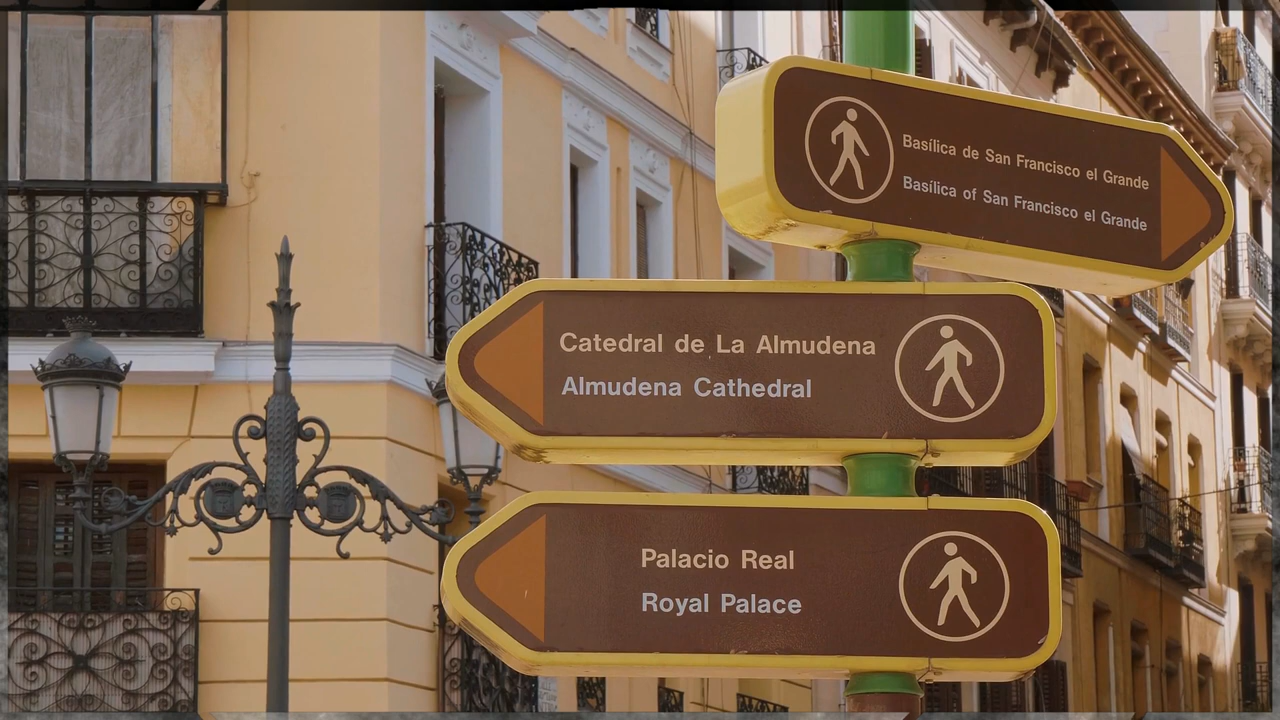 Basílica de San Francisco el Grande
Basílica of San Francisco el Grande
Catedral de La Almudena
Almudena Cathedral
Palacio Real
Royal Palace